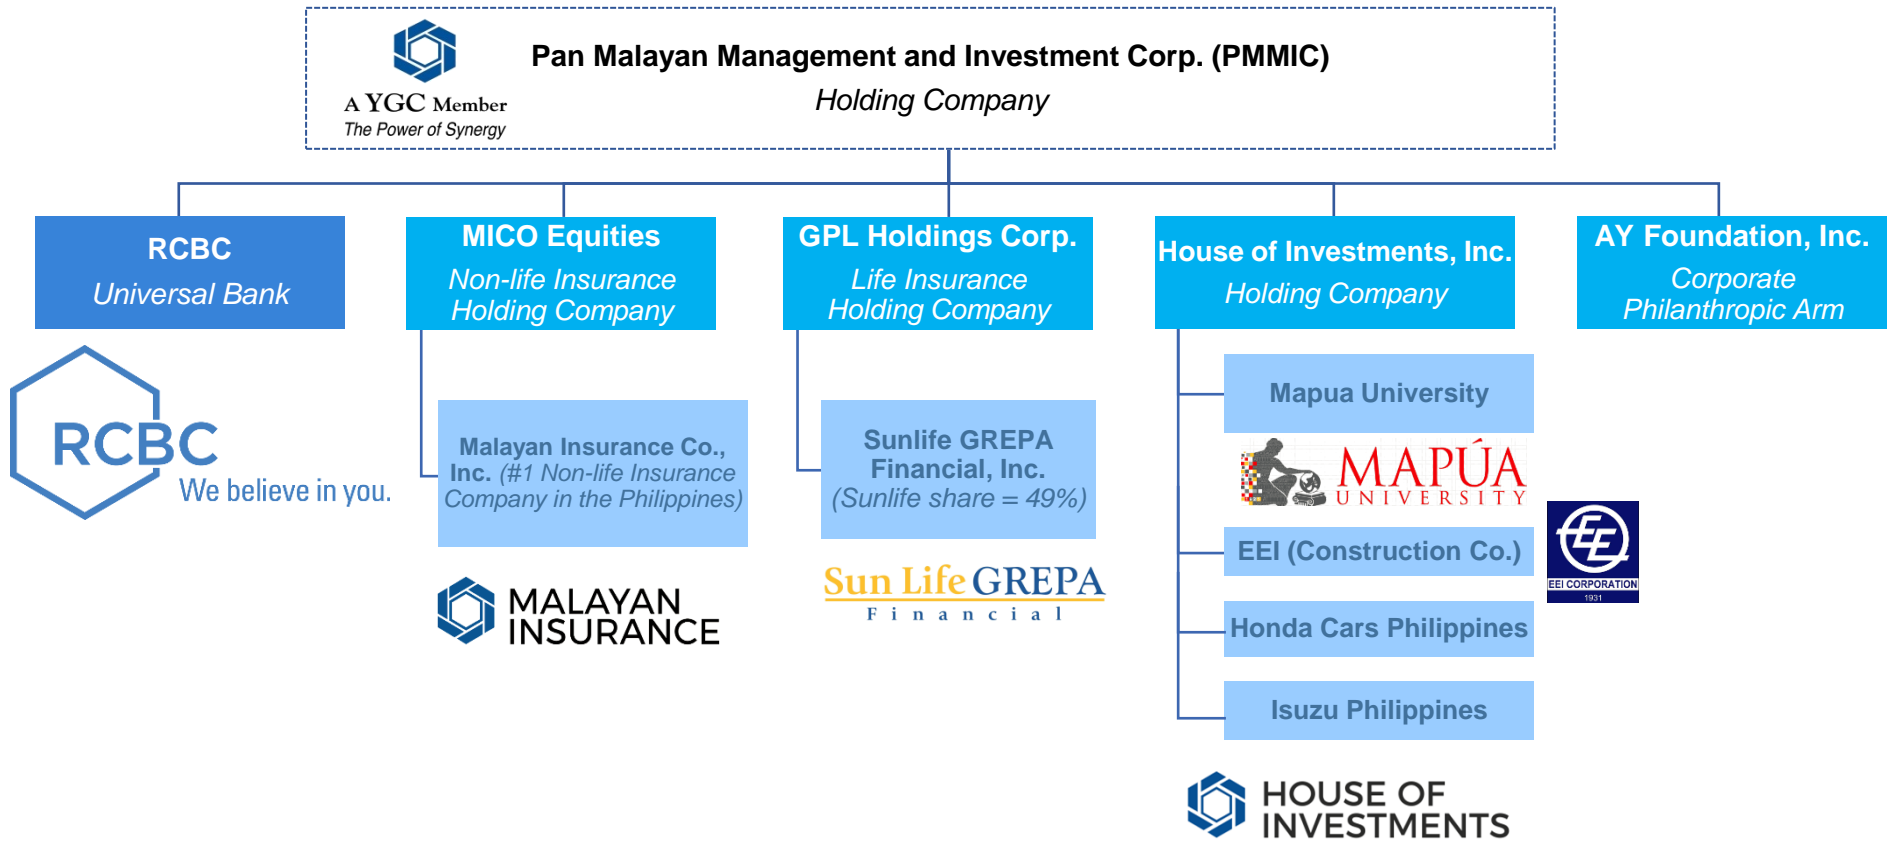 Pan Malayan Management and Investment Corp. (PMMIC)
Holding Company
A YGC Member
The Power of Synergy
RCBC
Universal Bank
MICO Equities
Non-life Insurance
Holding Company
GPL Holdings Corp.
Life Insurance
Holding Company
House of Investments, Inc.
Holding Company
AY Foundation, Inc.
Corporate
Philanthropic Arm
RCBC
We believe in you.
Malayan Insurance Co.,
Inc. (#1 Non-life Insurance
Company in the Philippines)
MALAYAN
INSURANCE
Sunlife GREPA
Financial, Inc.
(Sunlife share = 49%)
Sun Life GREPA
Financial
Mapua University
MAPÚA
UNIVERSITY
EEI (Construction Co.)
EE
EEI CORPORATION
1931
Honda Cars Philippines
Isuzu Philippines
HOUSE OF
INVESTMENTS